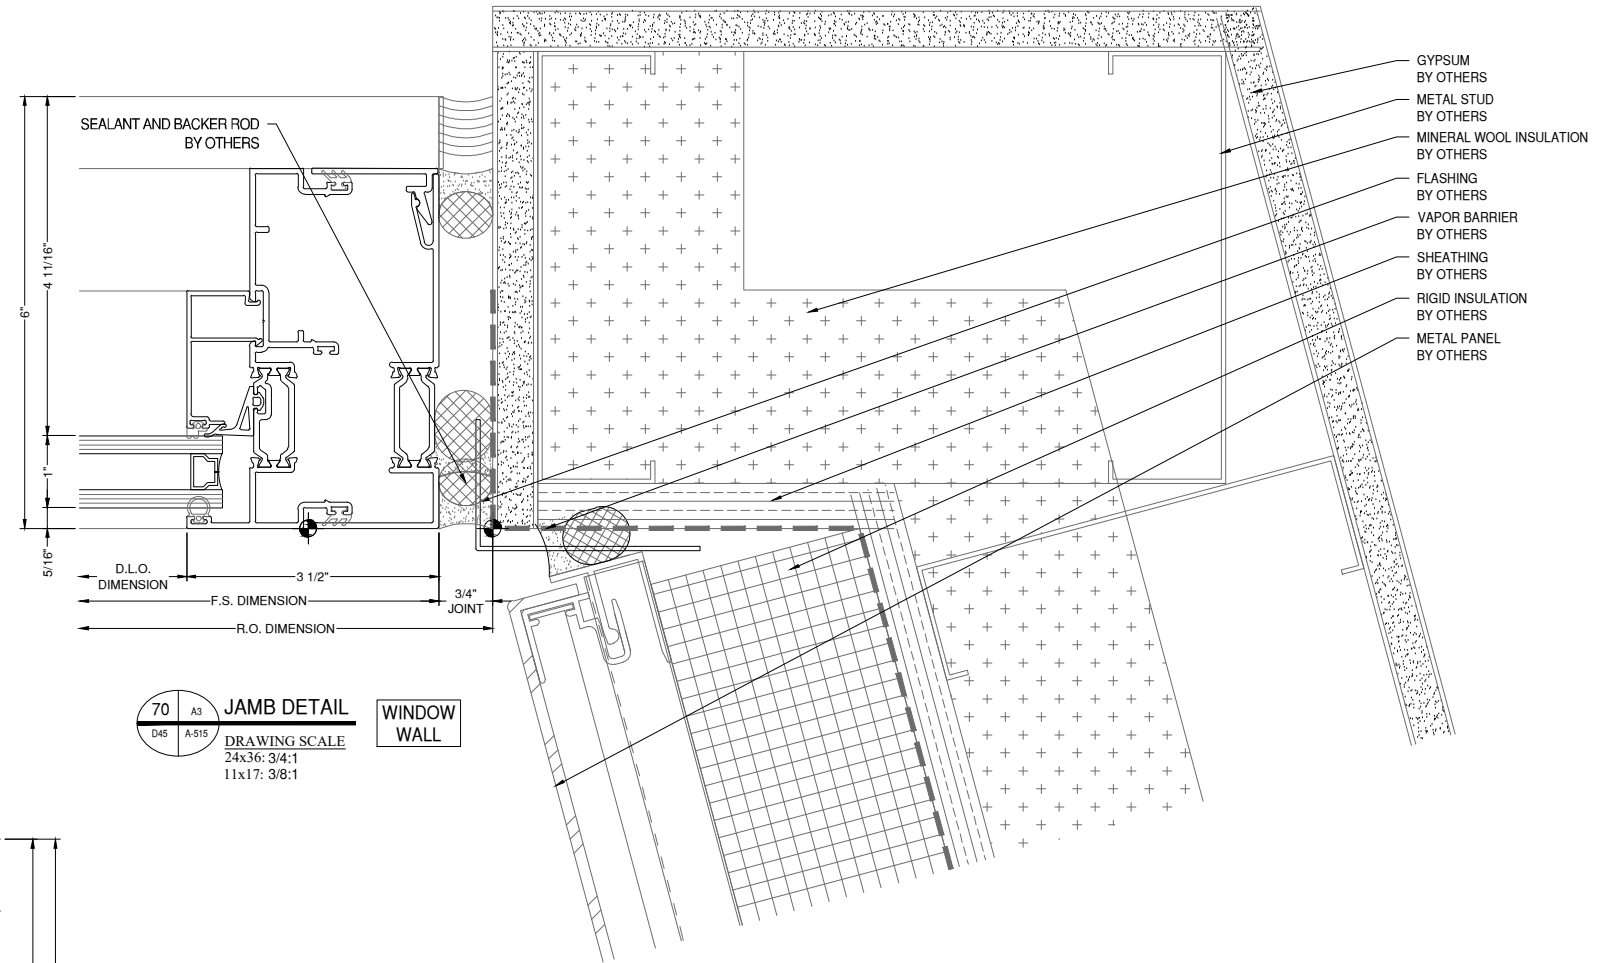 GYPSUM
BY OTHERS
METAL STUD
BY OTHERS
MINERAL WOOL INSULATION
BY OTHERS
FLASHING
BY OTHERS
VAPOR BARRIER
BY OTHERS
SHEATHING
BY OTHERS
RIGID INSULATION
BY OTHERS
METAL PANEL
BY OTHERS
SEALANT AND BACKER ROD
BY OTHERS
6"
4 11/16"
1"
5/16"
D.L.O.
DIMENSION
3 1/2"
F.S. DIMENSION
3/4"
JOINT
R.O. DIMENSION
70
A3
D45
A-515
JAMB DETAIL
DRAWING SCALE
24x36: 3/4:1
11x17: 3/8:1
WINDOW
WALL